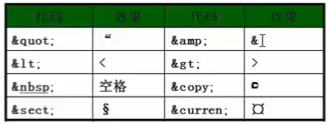 代码 效果 代码 效果
&quot; “ &amp; &
&lt; < &gt; >
&nbsp; 空格 &copy; ©
&sect; § &curren; ¤